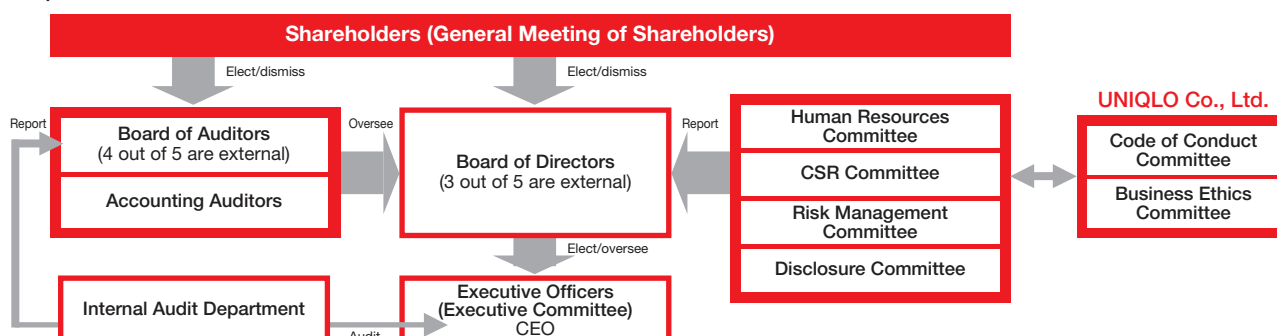 Shareholders (General Meeting of Shareholders)
Elect/dismiss
Elect/dismiss
Report
Board of Auditors
(4 out of 5 are external)
Accounting Auditors
Oversee
Board of Directors
(3 out of 5 are external)
Report
Human Resources
Committee
CSR Committee
Risk Management
Committee
Disclosure Committee
UNIQLO Co., Ltd.
Code of Conduct
Committee
Business Ethics
Committee
Elect/oversee
Internal Audit Department
Audit
Executive Officers
(Executive Committee)
CEO